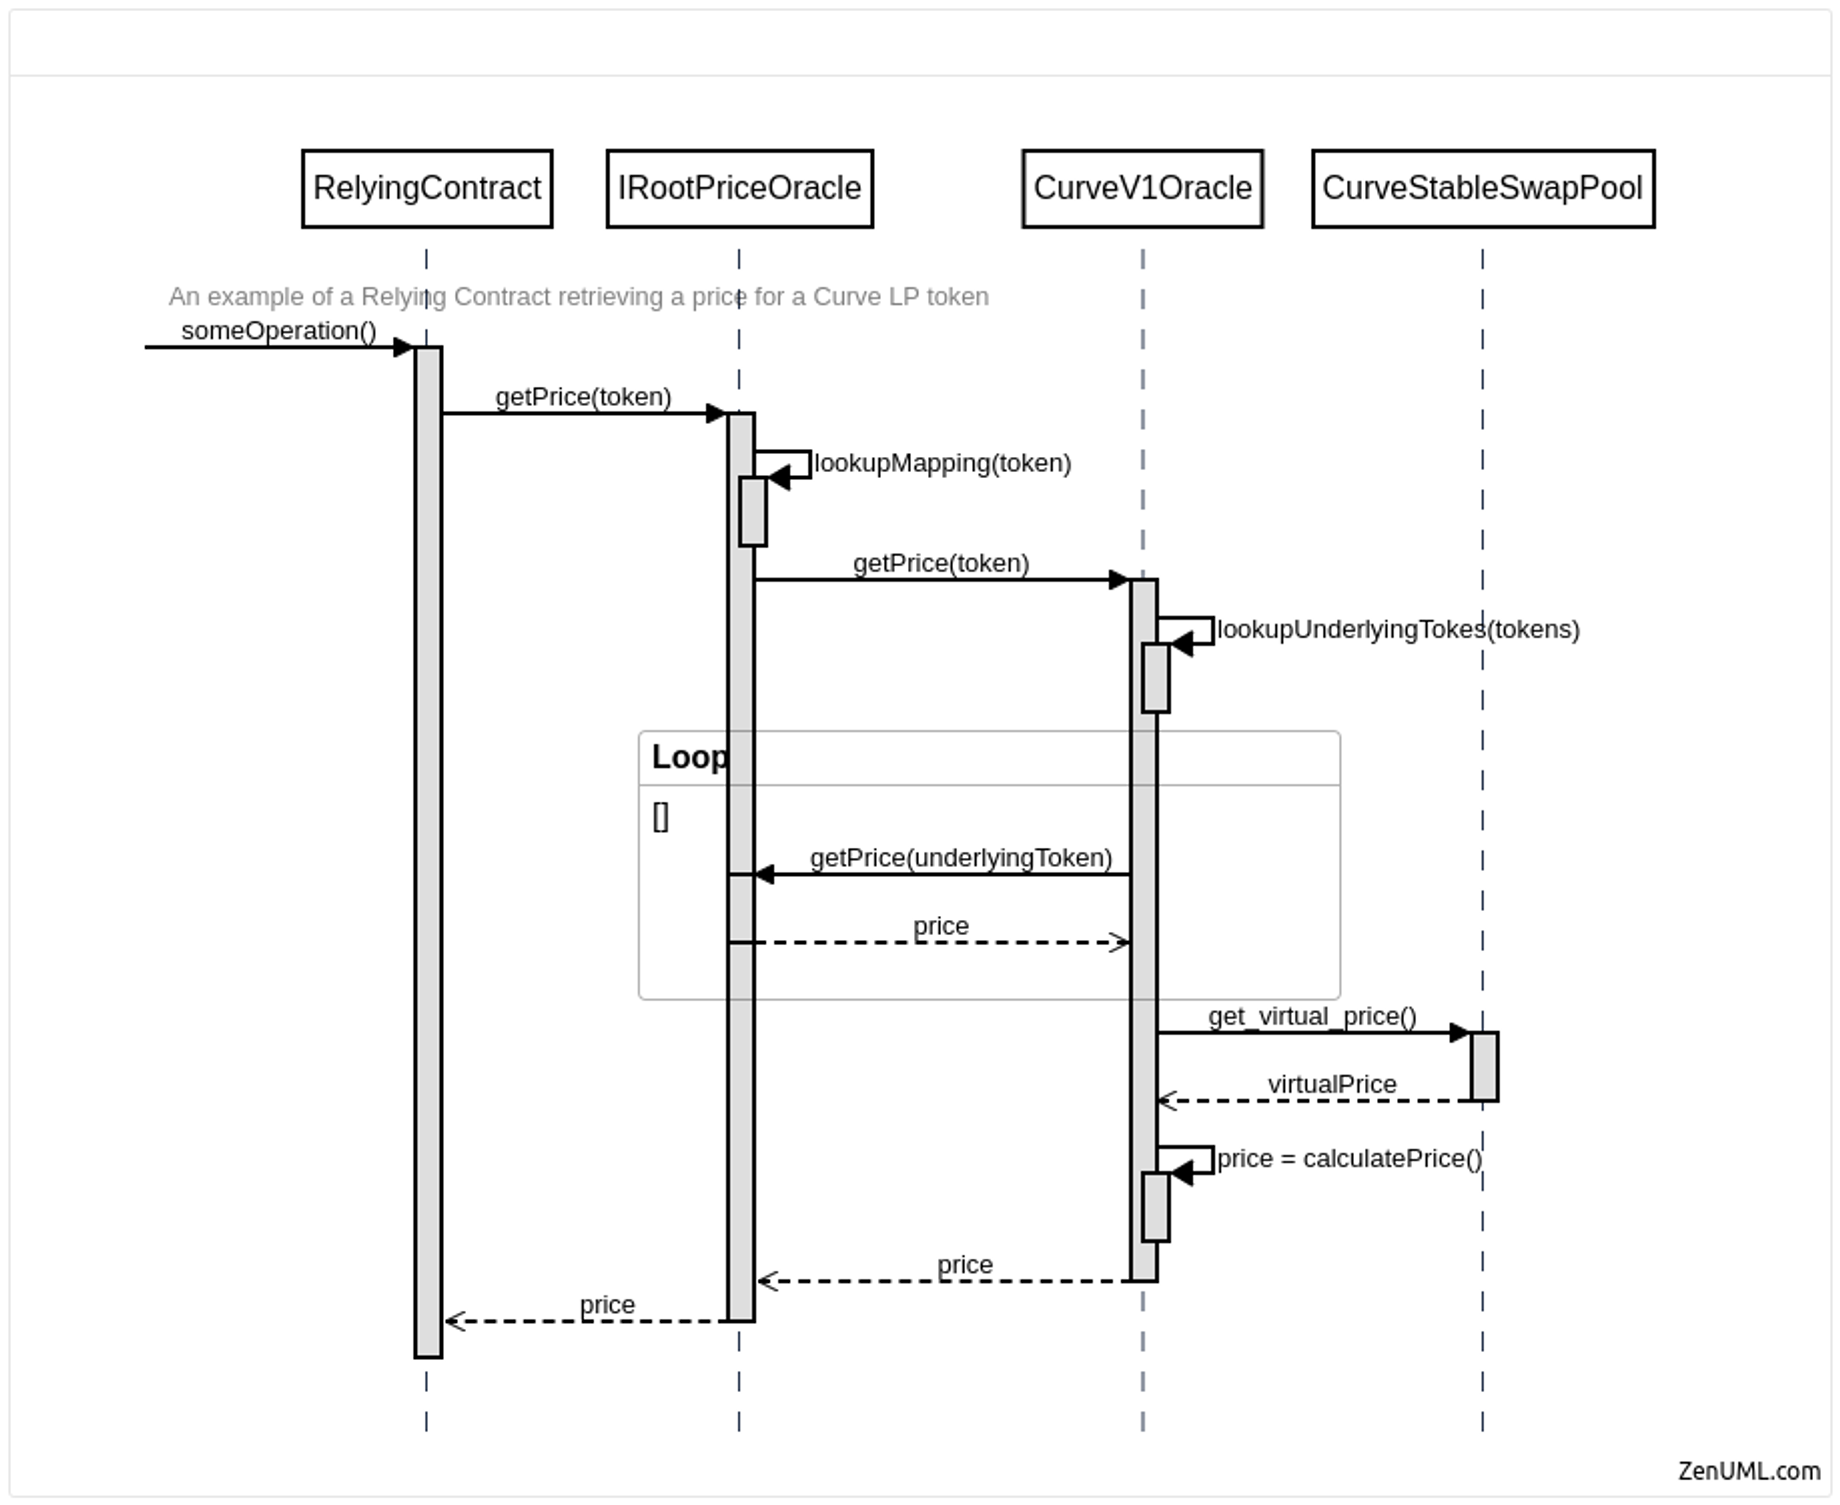 RelyingContract
IRootPriceOracle
CurveV1Oracle
CurveStableSwapPool
An example of a Relying Contract retrieving a price for a Curve LP token
someOperation()
getPrice(token)
lookupMapping(token)
getPrice(token)
lookupUnderlyingTokes(tokens)
Loop
[]
getPrice(underlyingToken)
price
get_virtual_price()
virtualPrice
price = calculatePrice()
price
price
ZenUML.com